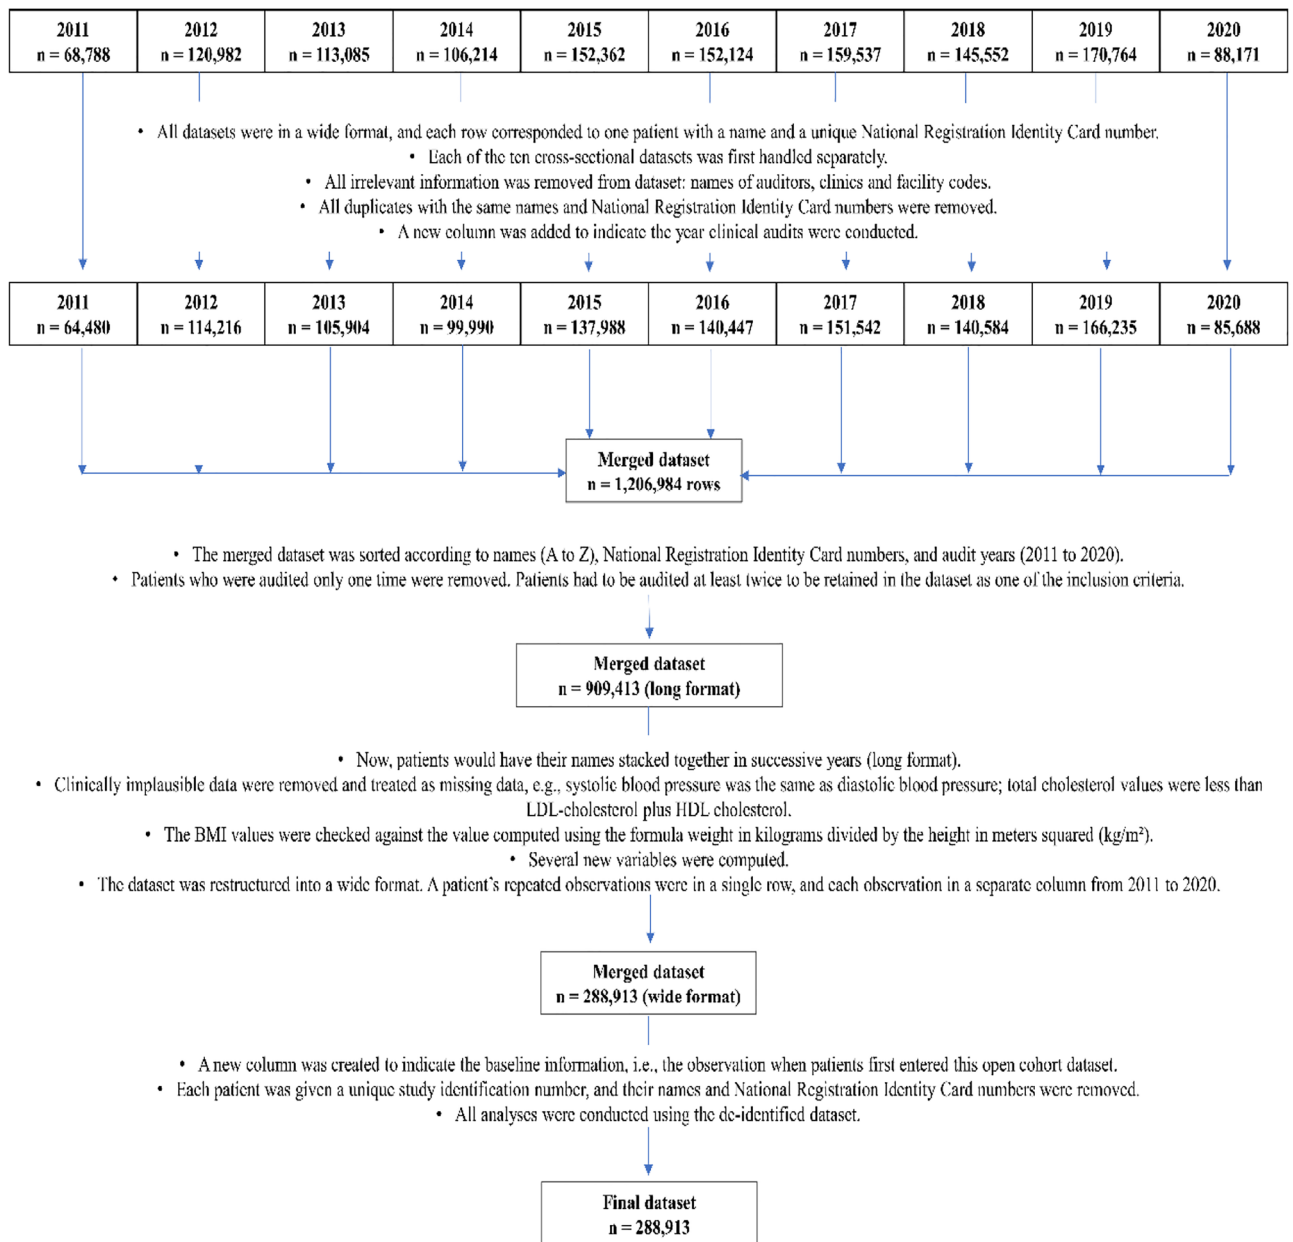 2011 2012 2013 2014 2015 2016 2017 2018 2019 2020
n = 68,788 n = 120,982 n = 113,085 n = 106,214 n = 152,362 n = 152,124 n = 159,537 n = 145,552 n = 170,764 n = 88,171
• All datasets were in a wide format, and each row corresponded to one patient with a name and a unique National Registration Identity Card number.
• Each of the ten cross-sectional datasets was first handled separately.
• All irrelevant information was removed from dataset: names of auditors, clinics and facility codes.
• All duplicates with the same names and National Registration Identity Card numbers were removed.
• A new column was added to indicate the year clinical audits were conducted.
2011 2012 2013 2014 2015 2016 2017 2018 2019 2020
n = 64,480 n = 114,216 n = 105,904 n = 99,990 n = 137,988 n = 140,447 n = 151,542 n = 140,584 n = 166,235 n = 85,688
Merged dataset
n = 1,206,984 rows
• The merged dataset was sorted according to names (A to Z), National Registration Identity Card numbers, and audit years (2011 to 2020).
• Patients who were audited only one time were removed. Patients had to be audited at least twice to be retained in the dataset as one of the inclusion criteria.
Merged dataset
n = 909,413 (long format)
• Now, patients would have their names stacked together in successive years (long format).
• Clinically implausible data were removed and treated as missing data, e.g., systolic blood pressure was the same as diastolic blood pressure; total cholesterol values were less than
LDL-cholesterol plus HDL cholesterol.
• The BMI values were checked against the value computed using the formula weight in kilograms divided by the height in meters squared (kg/m²).
• Several new variables were computed.
• The dataset was restructured into a wide format. A patient's repeated observations were in a single row, and each observation in a separate column from 2011 to 2020.
Merged dataset
n = 288,913 (wide format)
• A new column was created to indicate the baseline information, i.e., the observation when patients first entered this open cohort dataset.
• Each patient was given a unique study identification number, and their names and National Registration Identity Card numbers were removed.
• All analyses were conducted using the de-identified dataset.
Final dataset
n = 288,913